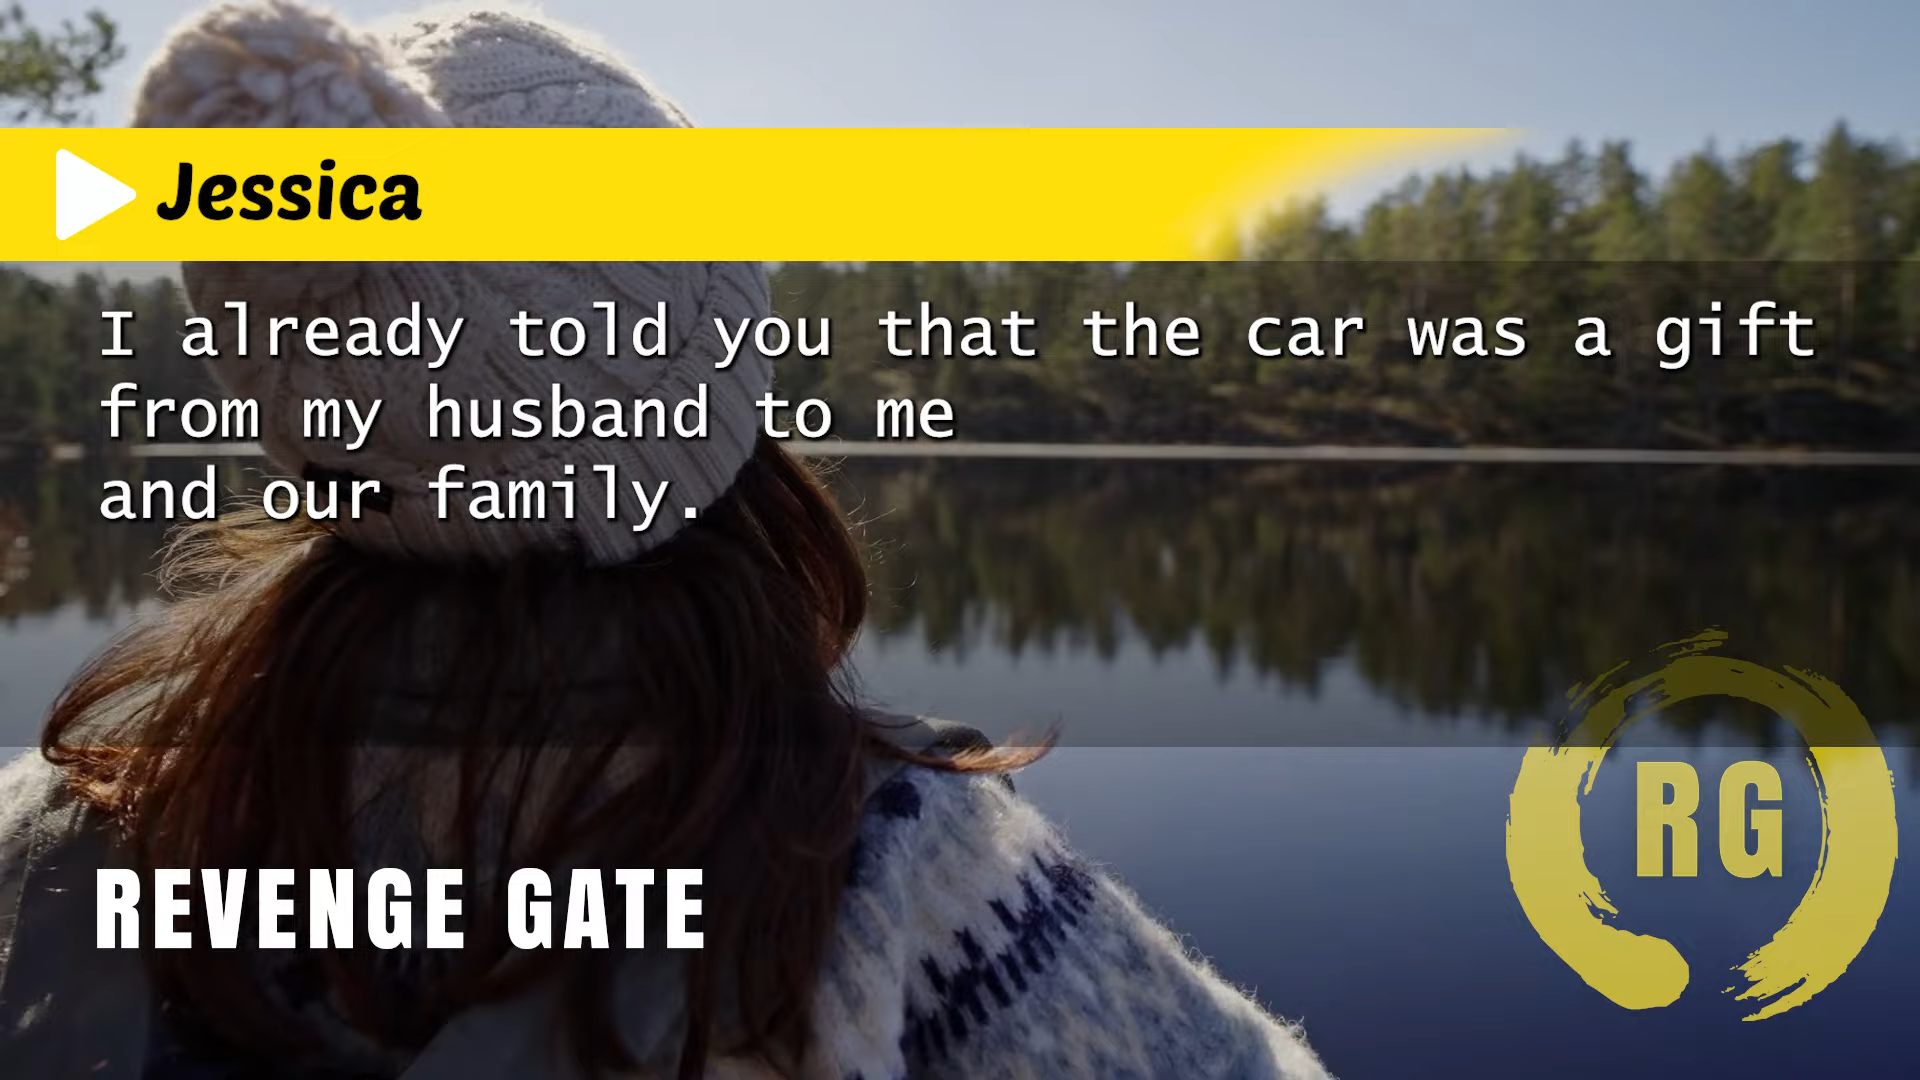 Jessica
I already told you that the car was a gift
from my husband to me
and our family.
RG
REVENGE GATE